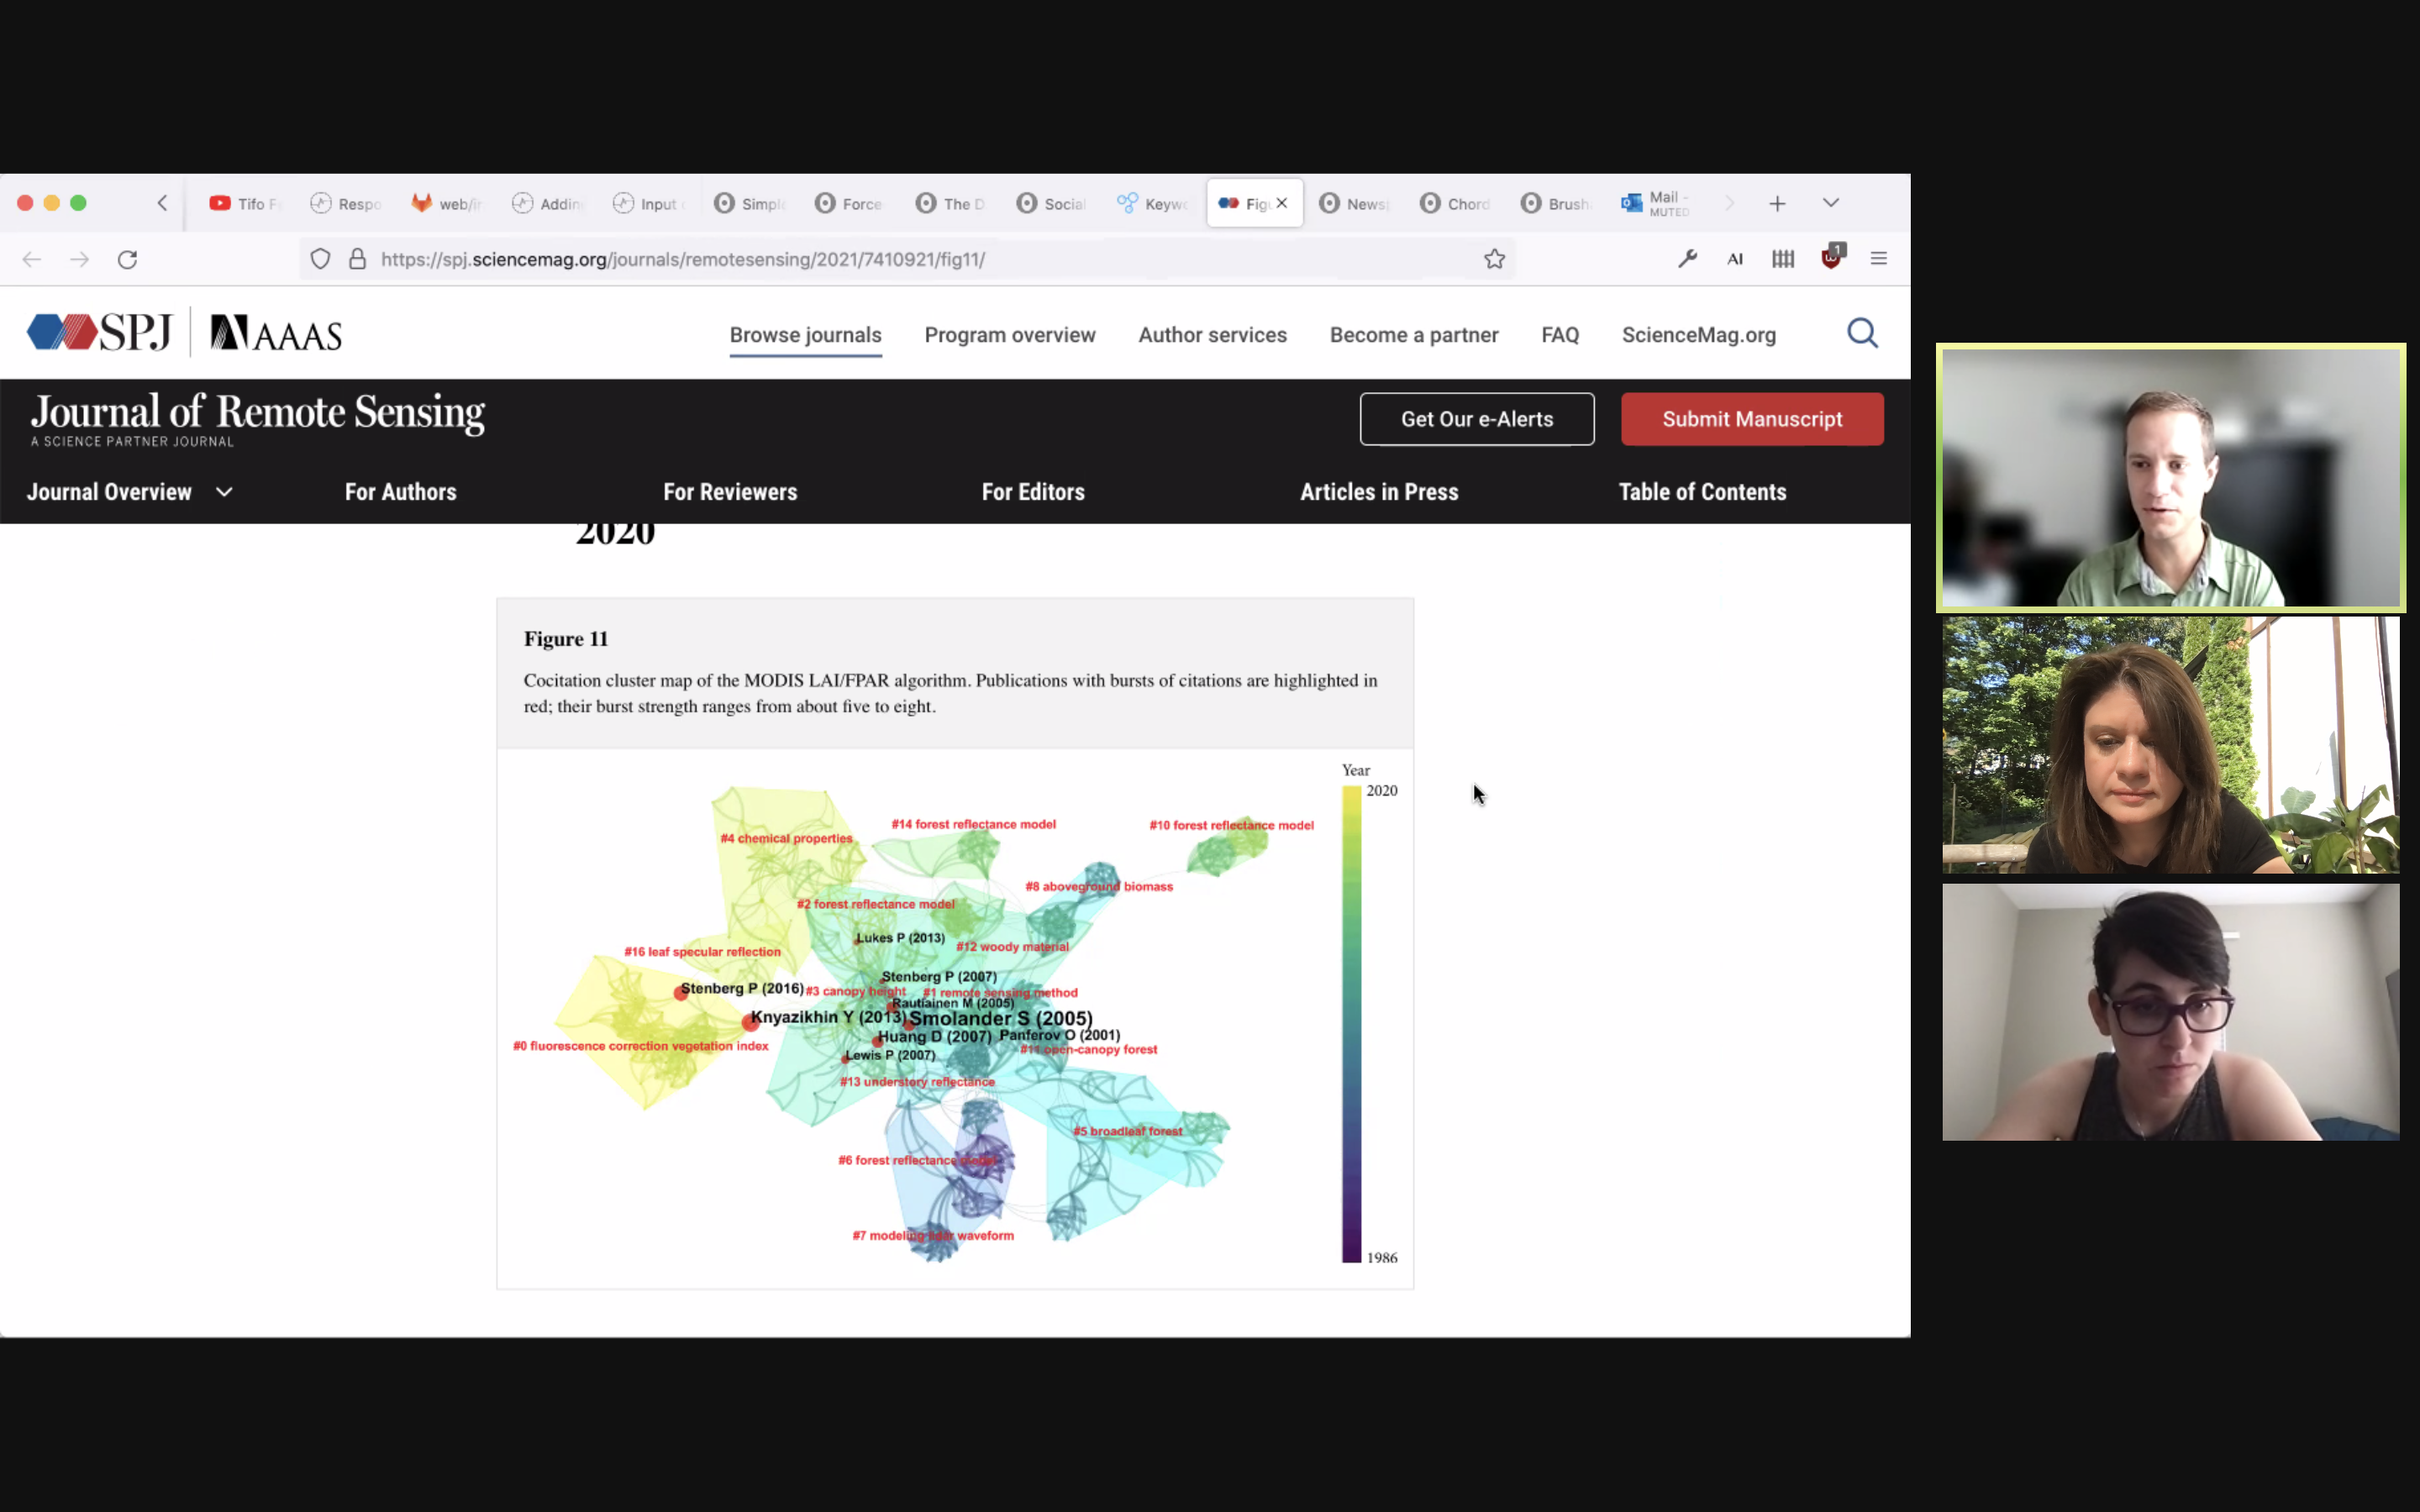 Tifo F
Respo
web/ir
Addin
Input
Simple
Force
The D
Social
Keywo
Figu
News
Chord
Brush
Mail -
MUTED
https://spj.sciencemag.org/journals/remotesensing/2021/7410921/fig11/
AI
1
SPJ
AAAS
Browse journals
Program overview
Author services
Become a partner
FAQ
ScienceMag.org
Journal of Remote Sensing
A SCIENCE PARTNER JOURNAL
Get Our e-Alerts
Submit Manuscript
Journal Overview
For Authors
For Reviewers
For Editors
Articles in Press
Table of Contents
2020
Figure 11
Cocitation cluster map of the MODIS LAI/FPAR algorithm. Publications with bursts of citations are highlighted in
red; their burst strength ranges from about five to eight.
Year
2020
#14 forest reflectance model
#10 forest reflectance model
#4 chemical properties
#8 aboveground biomass
#2 forest reflectance model
Lukes P (2013)
#12 woody material
#16 leaf specular reflection
Stenberg P (2007)
Stenberg P (2016)
#3 canopy height
#1 remote sensing method
Rautiainen M (2005)
Knyazikhin Y (2013)
Smolander S (2005)
Huang D (2007)
Panferov O (2001)
#0 fluorescence correction vegetation index
#11 open-canopy forest
Lewis P (2007)
#13 understory reflectance
#5 broadleaf forest
#6 forest reflectance model
#7 modeling lidar waveform
1986